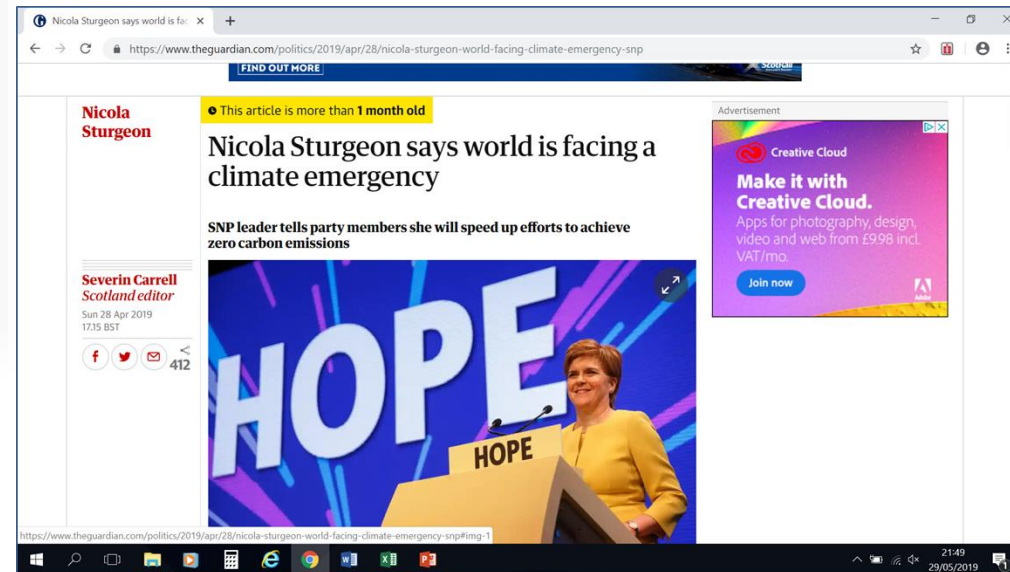 Nicola Sturgeon says world is fac
https://www.theguardian.com/politics/2019/apr/28/nicola-sturgeon-world-facing-climate-emergency-snp
FIND OUT MORE
ScotRail
Nicola
Sturgeon
This article is more than 1 month old
Nicola Sturgeon says world is facing a
climate emergency
SNP leader tells party members she will speed up efforts to achieve
zero carbon emissions
Severin Carrell
Scotland editor
Sun 28 Apr 2019
17.15 BST
412
HOPE
HOPE
Advertisement
Creative Cloud
Make it with
Creative Cloud.
Apps for photography, design,
video and web from £9.98 incl.
VAT/mo.
Join now
Adobe
https://www.theguardian.com/politics/2019/apr/28/nicola-sturgeon-world-facing-climate-emergency-snp#img-1
21:49
29/05/2019